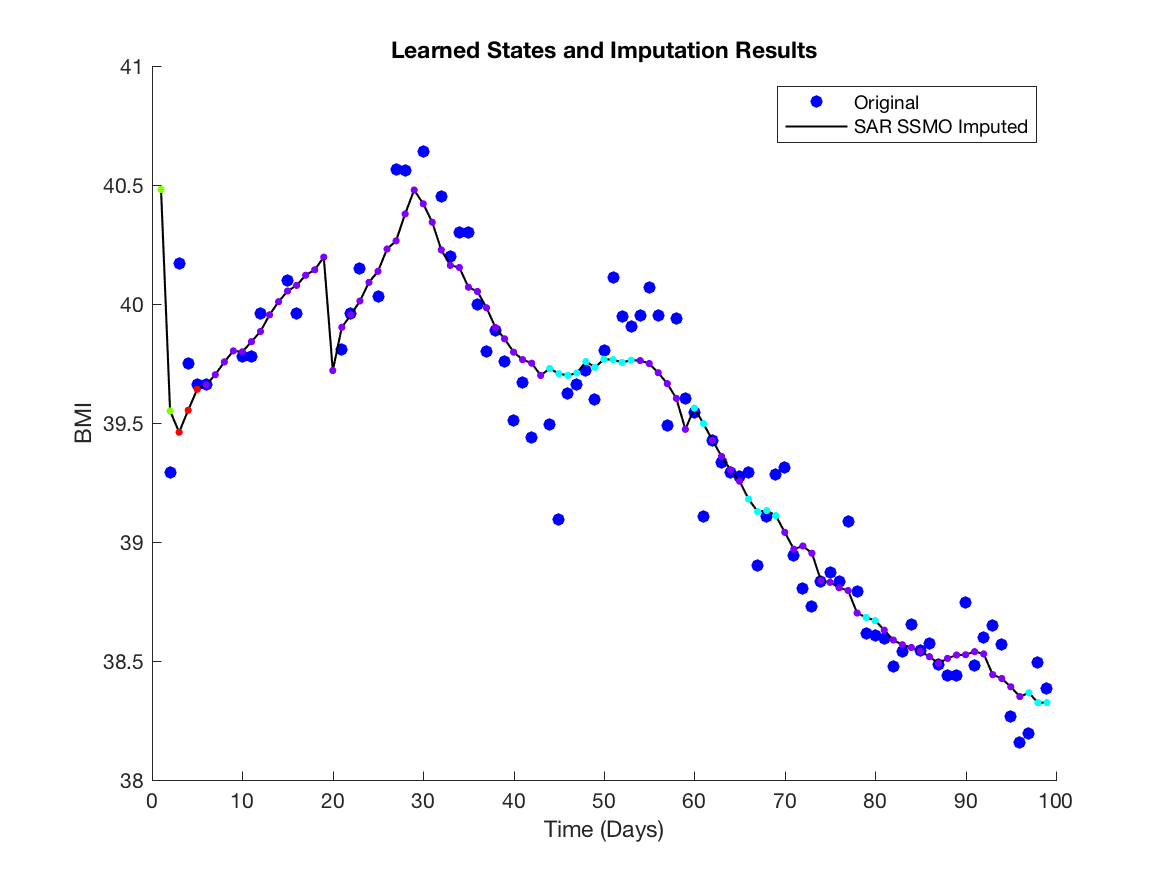 Learned States and Imputation Results
Original
SAR SSMO Imputed
BMI
41
40.5
40
39.5
39
38.5
38
0 10 20 30 40 50 60 70 80 90 100
Time (Days)